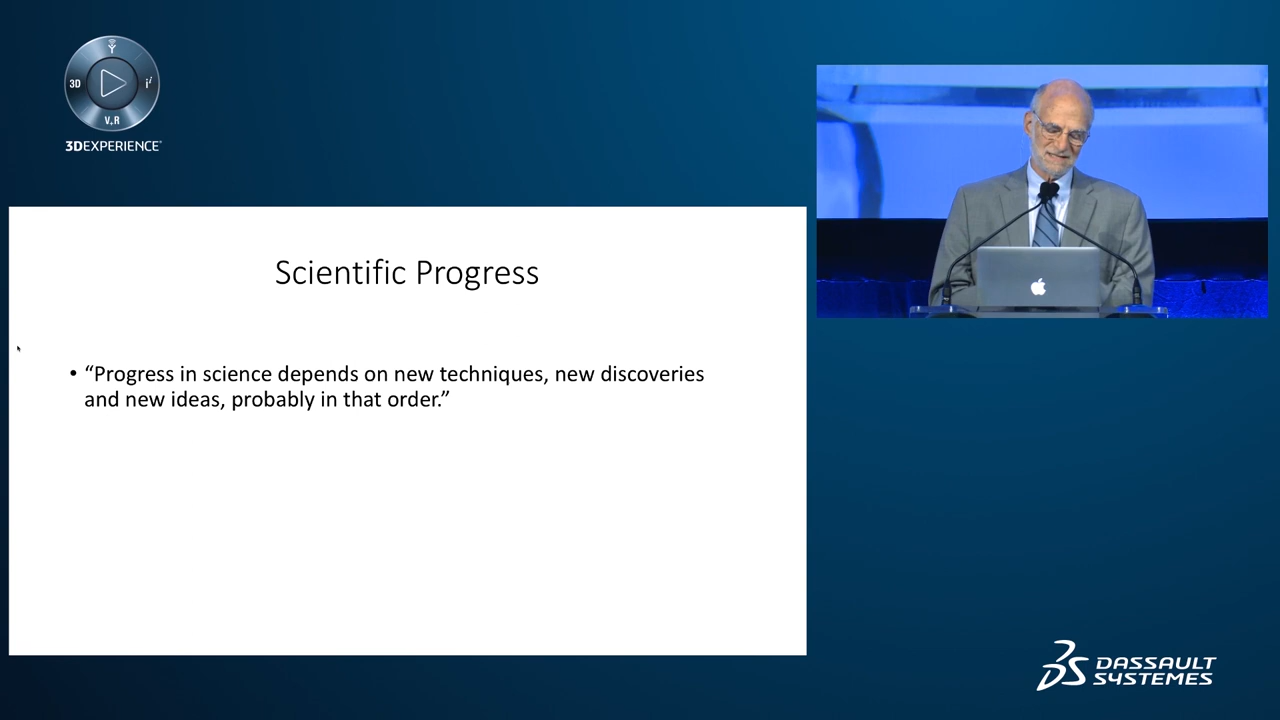 3D
i
V,R
3DEXPERIENCE
Scientific Progress
• “Progress in science depends on new techniques, new discoveries
and new ideas, probably in that order.”
DASSAULT
SYSTEMES